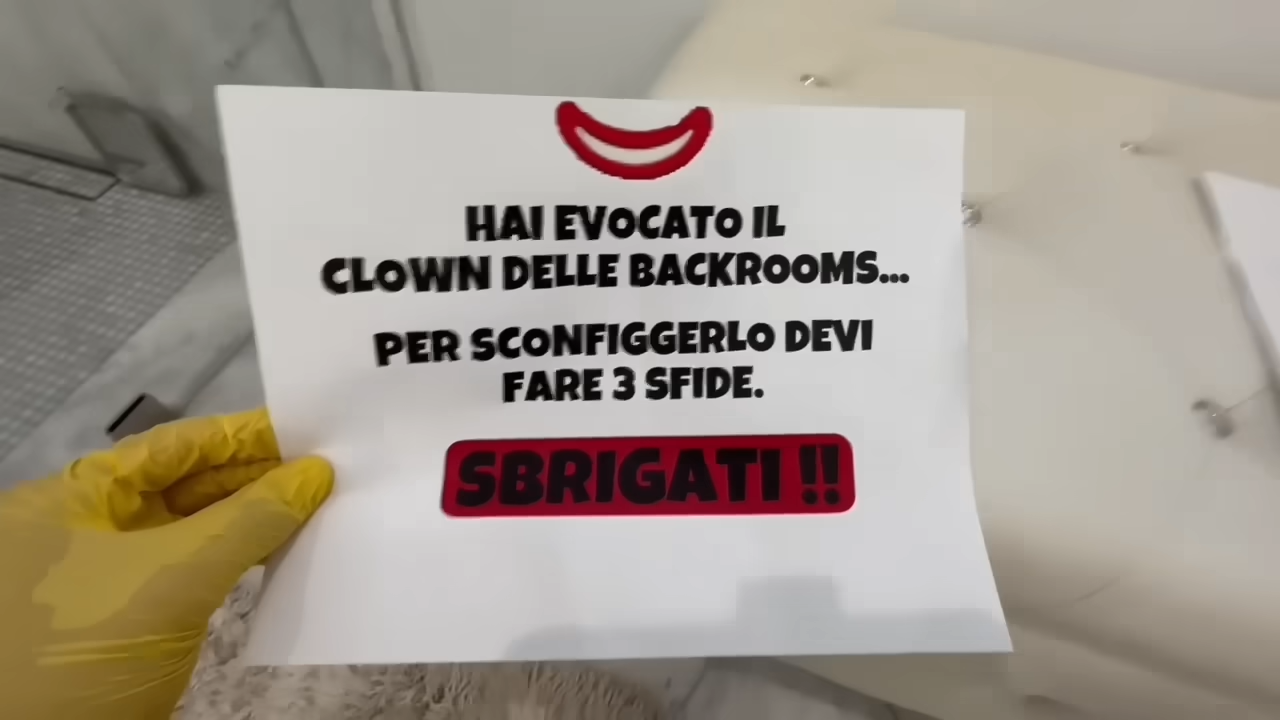 HAI EVOCATO IL
CLOWN DELLE BACKROOMS...
PER SCONFIGGERLO DEVI
FARE 3 SFIDE.
SBRIGATI !!